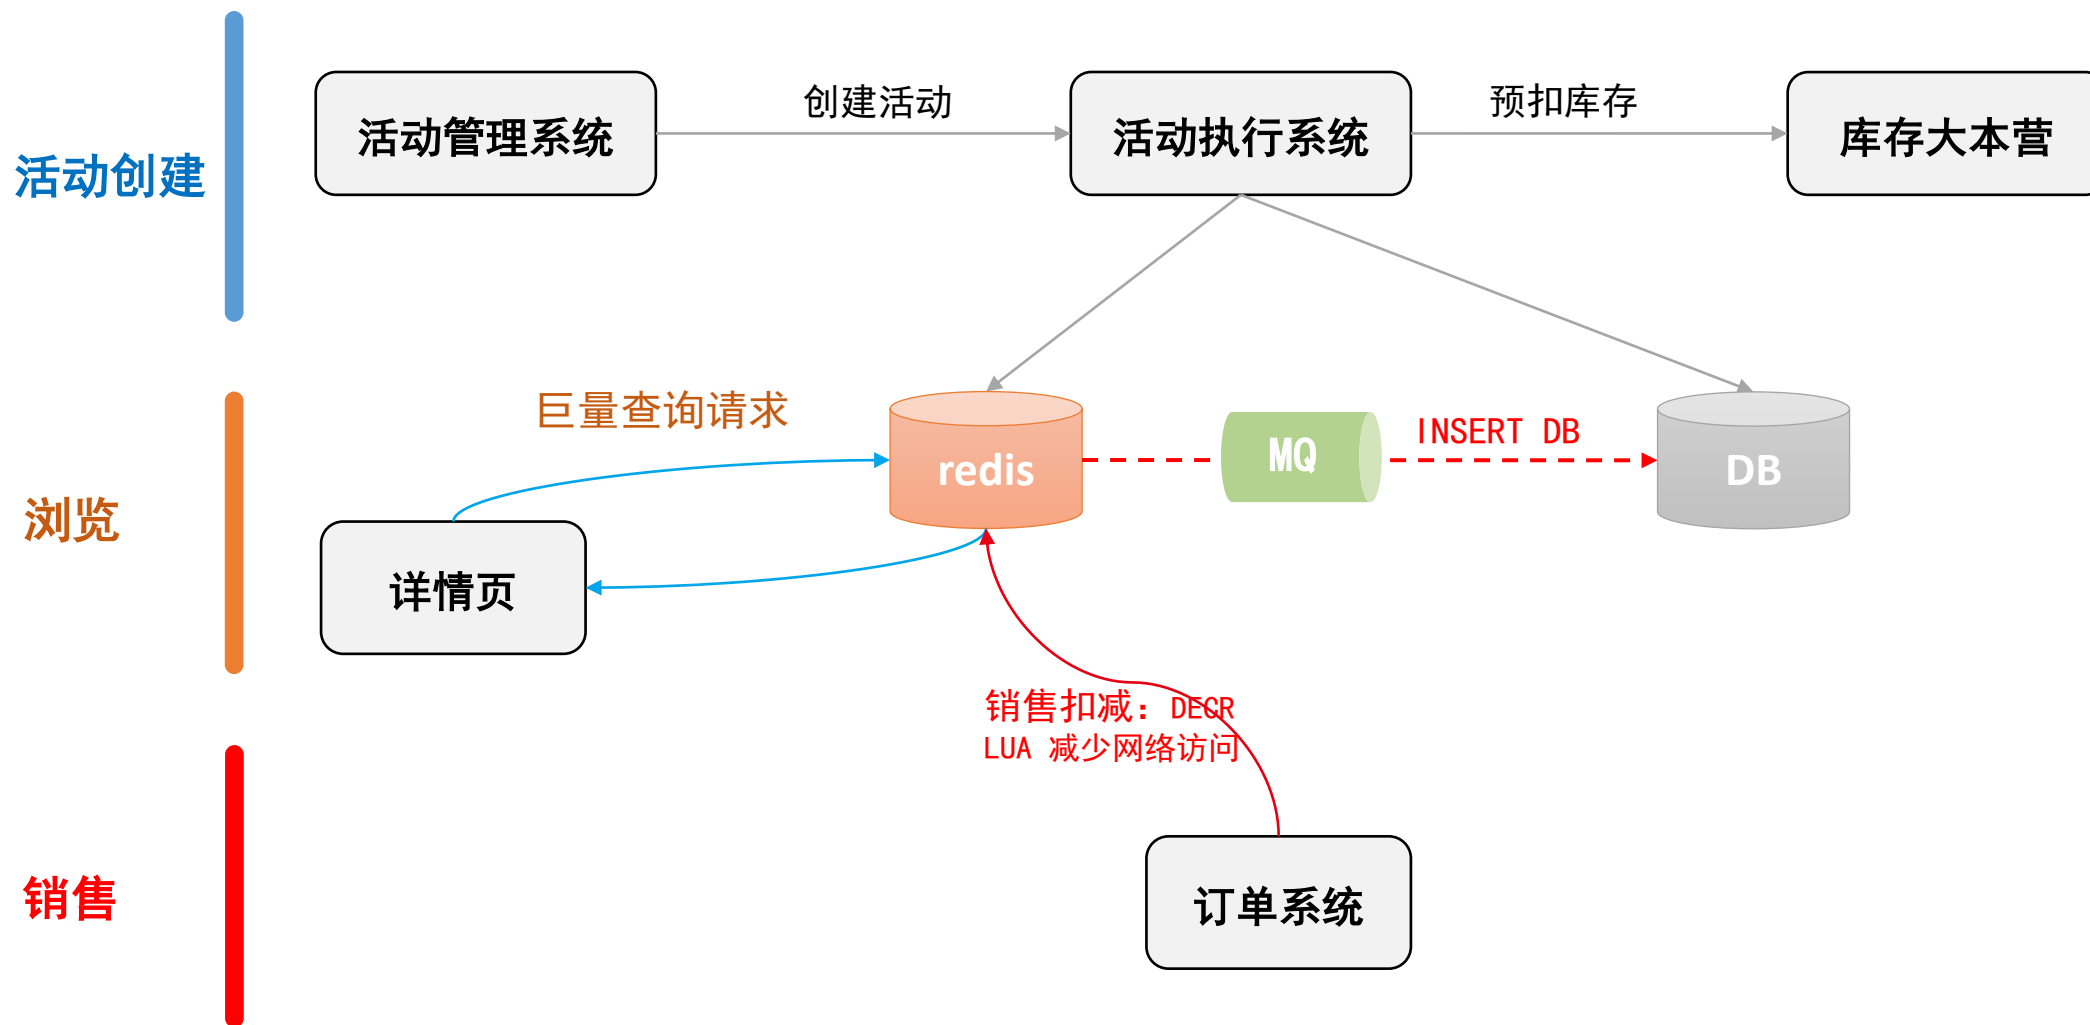 活动创建
活动管理系统
创建活动
活动执行系统
预扣库存
库存大本营
浏览
巨量查询请求
redis
MQ
INSERT DB
DB
详情页
销售扣减：DECR
LUA 减少网络访问
销售
订单系统